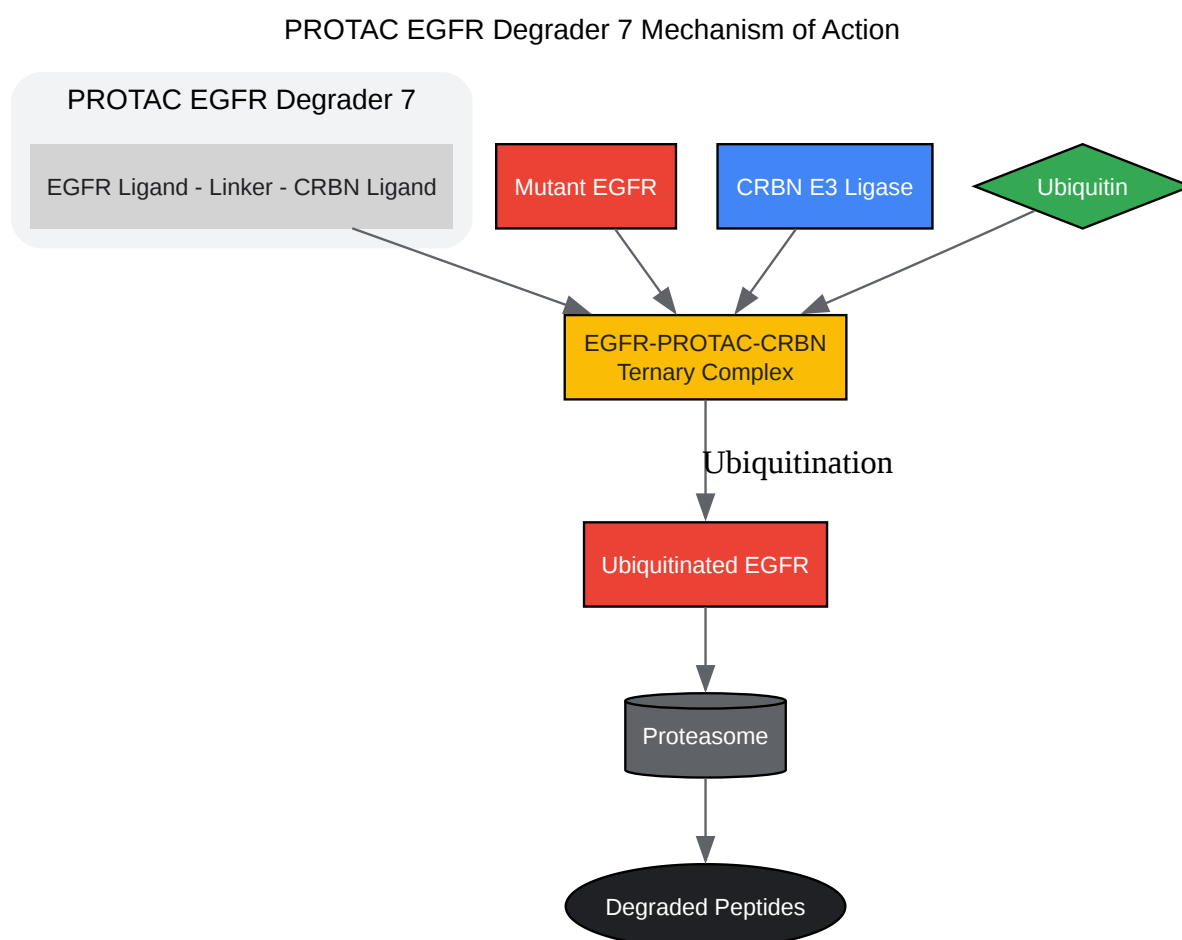 PROTAC EGFR Degrader 7 Mechanism of Action
PROTAC EGFR Degrader 7
EGFR Ligand - Linker - CRBN Ligand
Mutant EGFR
CRBN E3 Ligase
Ubiquitin
EGFR-PROTAC-CRBN
Ternary Complex
Ubiquitination
Ubiquitinated EGFR
Proteasome
Degraded Peptides